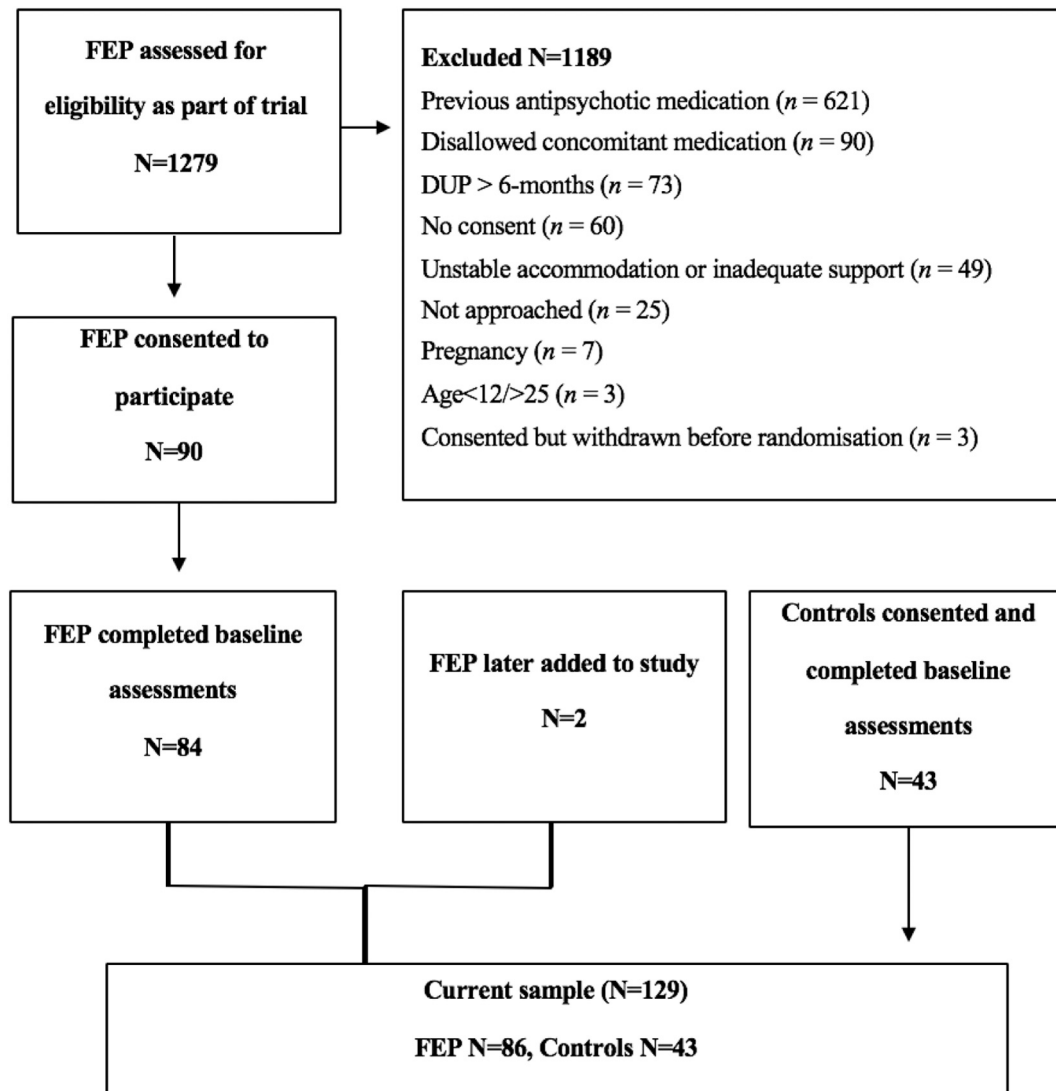 FEP assessed for
eligibility as part of trial
N=1279
Excluded N=1189
Previous antipsychotic medication (n = 621)
Disallowed concomitant medication (n = 90)
DUP > 6-months (n = 73)
No consent (n = 60)
Unstable accommodation or inadequate support (n = 49)
Not approached (n = 25)
Pregnancy (n = 7)
Age<12/>25 (n = 3)
Consented but withdrawn before randomisation (n = 3)
FEP consented to
participate
N=90
FEP completed baseline
assessments
N=84
FEP later added to study
N=2
Controls consented and
completed baseline
assessments
N=43
Current sample (N=129)
FEP N=86, Controls N=43